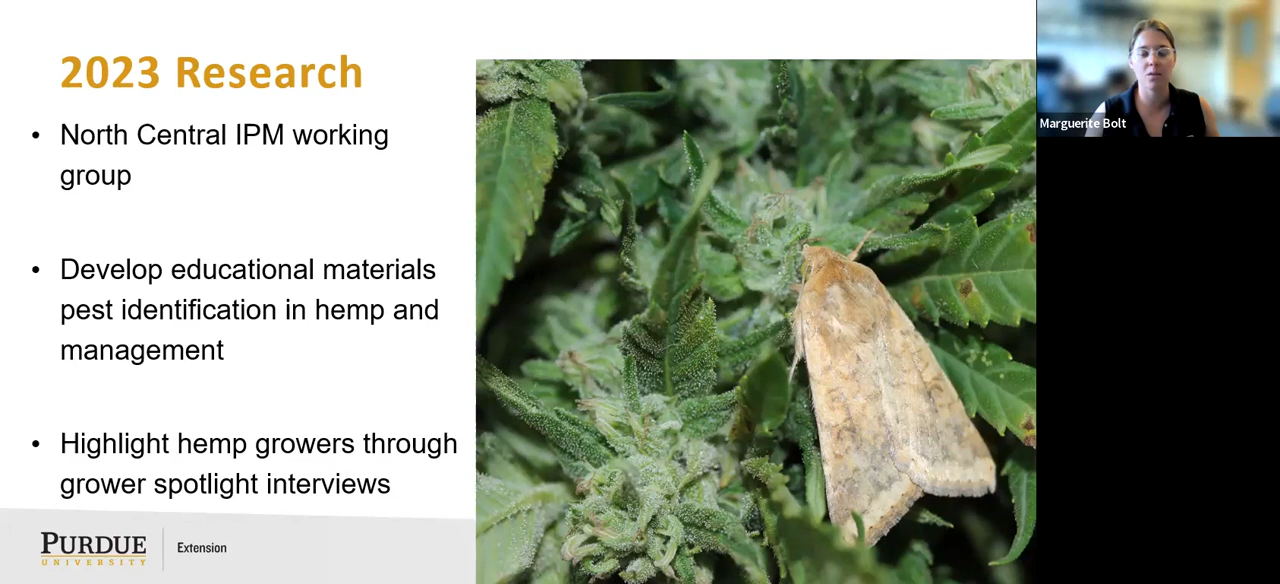 2023 Research
• North Central IPM working
group
• Develop educational materials
pest identification in hemp and
management
• Highlight hemp growers through
grower spotlight interviews
PURDUE
UNIVERSITY
Extension
Marguerite Bolt